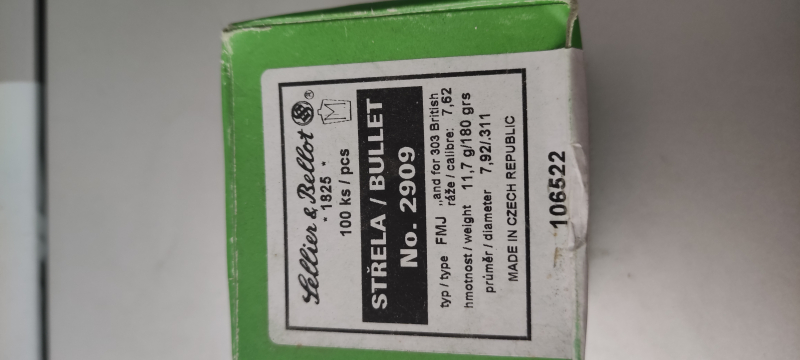 Sellier & Bellot ®
* 1825 *
100 ks / pcs
STŘELA / BULLET
No. 2909
typ / type FMJ „and for 303 British
ráže / calibre: 7,62
hmotnost / weight 11,7 g/180 grs
průměr / diameter 7,92/.311
MADE IN CZECH REPUBLIC
106522